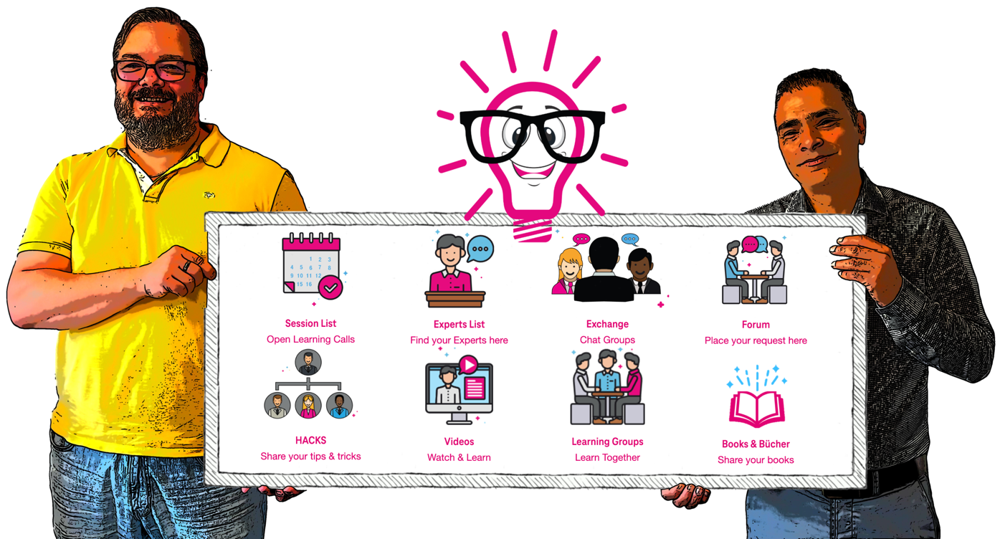 1 2 3
4 5 6 7 8
9 10 11 12
15 16
Session List
Open Learning Calls
Experts List
Find your Experts here
Exchange
Chat Groups
Forum
Place your request here
HACKS
Share your tips & tricks
Videos
Watch & Learn
Learning Groups
Learn Together
Books & Bücher
Share your books